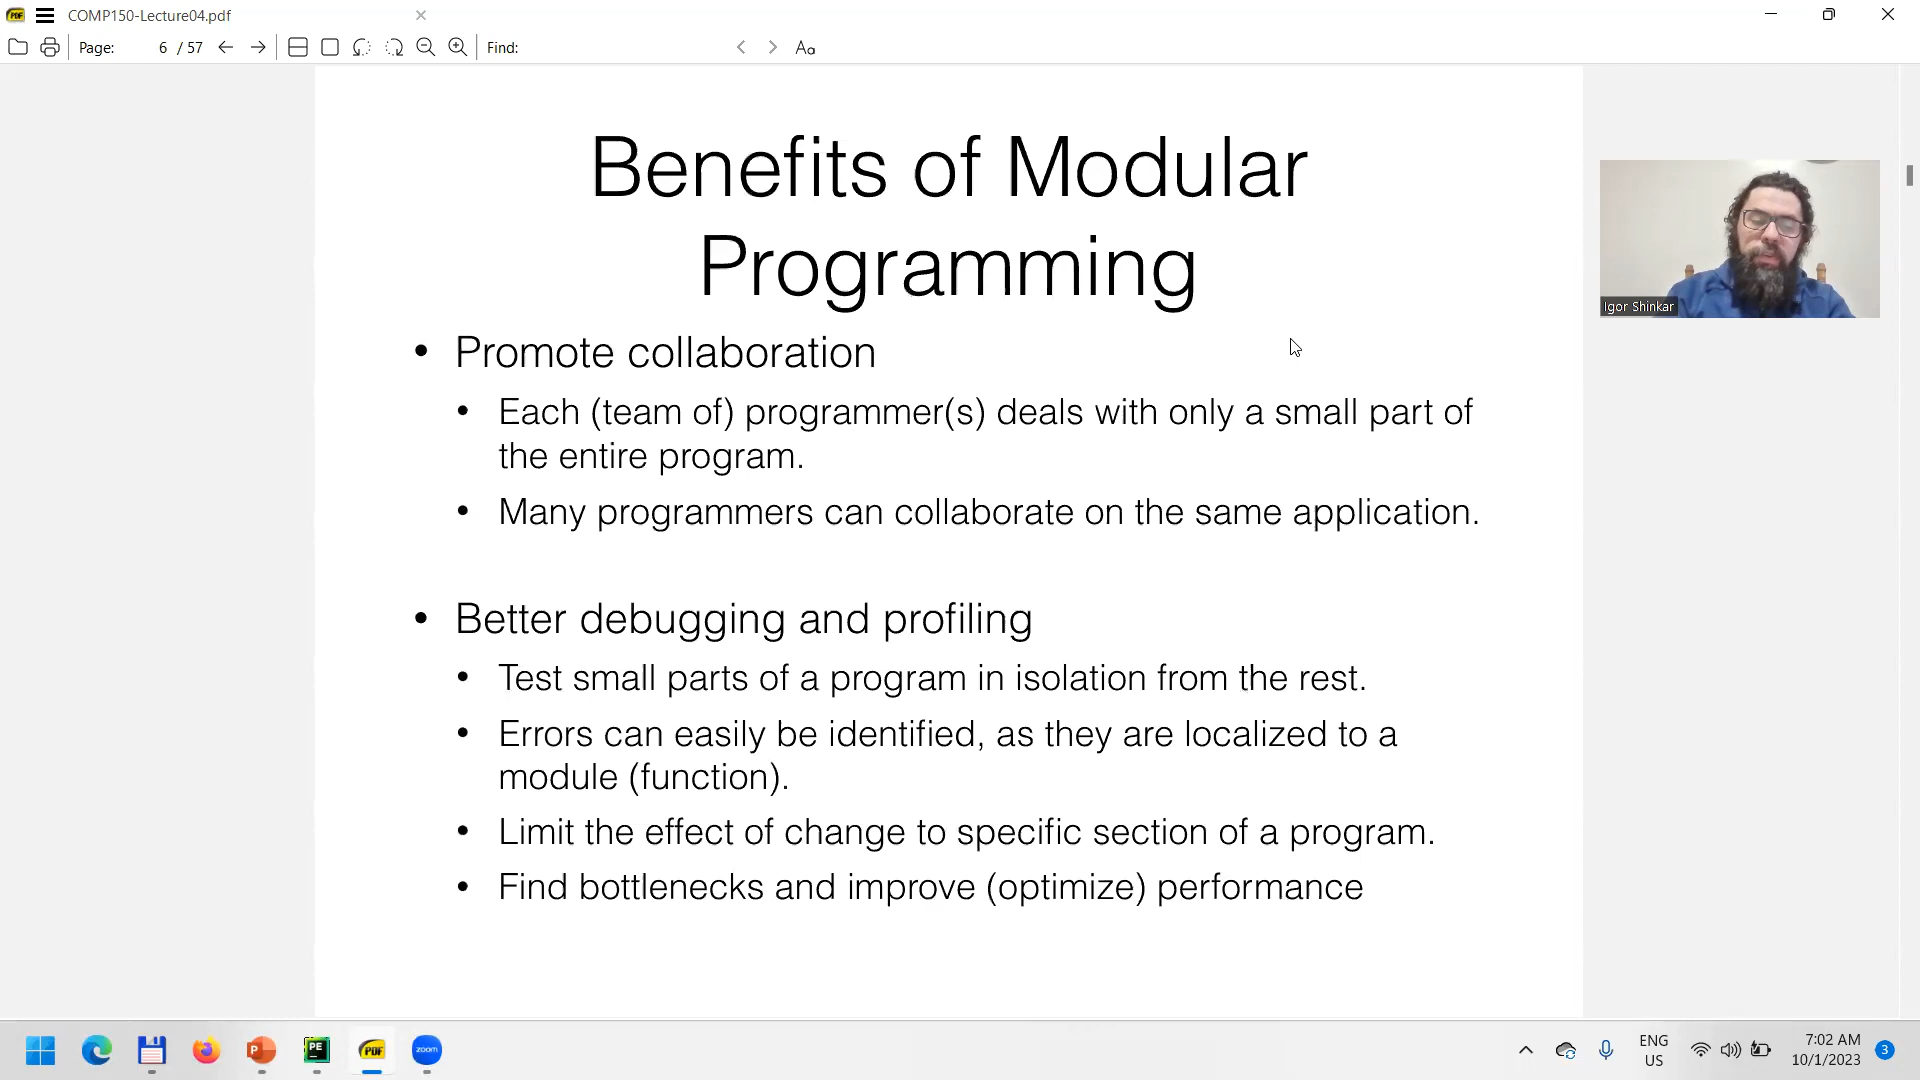 COMP150-Lecture04.pdf
Page: 6 / 57 Find: Aa
Benefits of Modular
Programming
• Promote collaboration
• Each (team of) programmer(s) deals with only a small part of
the entire program.
• Many programmers can collaborate on the same application.
• Better debugging and profiling
• Test small parts of a program in isolation from the rest.
• Errors can easily be identified, as they are localized to a
module (function).
• Limit the effect of change to specific section of a program.
• Find bottlenecks and improve (optimize) performance
Igor Shinkar
P
PE
PDF
zoom
ENG
US
7:02 AM
10/1/2023
3